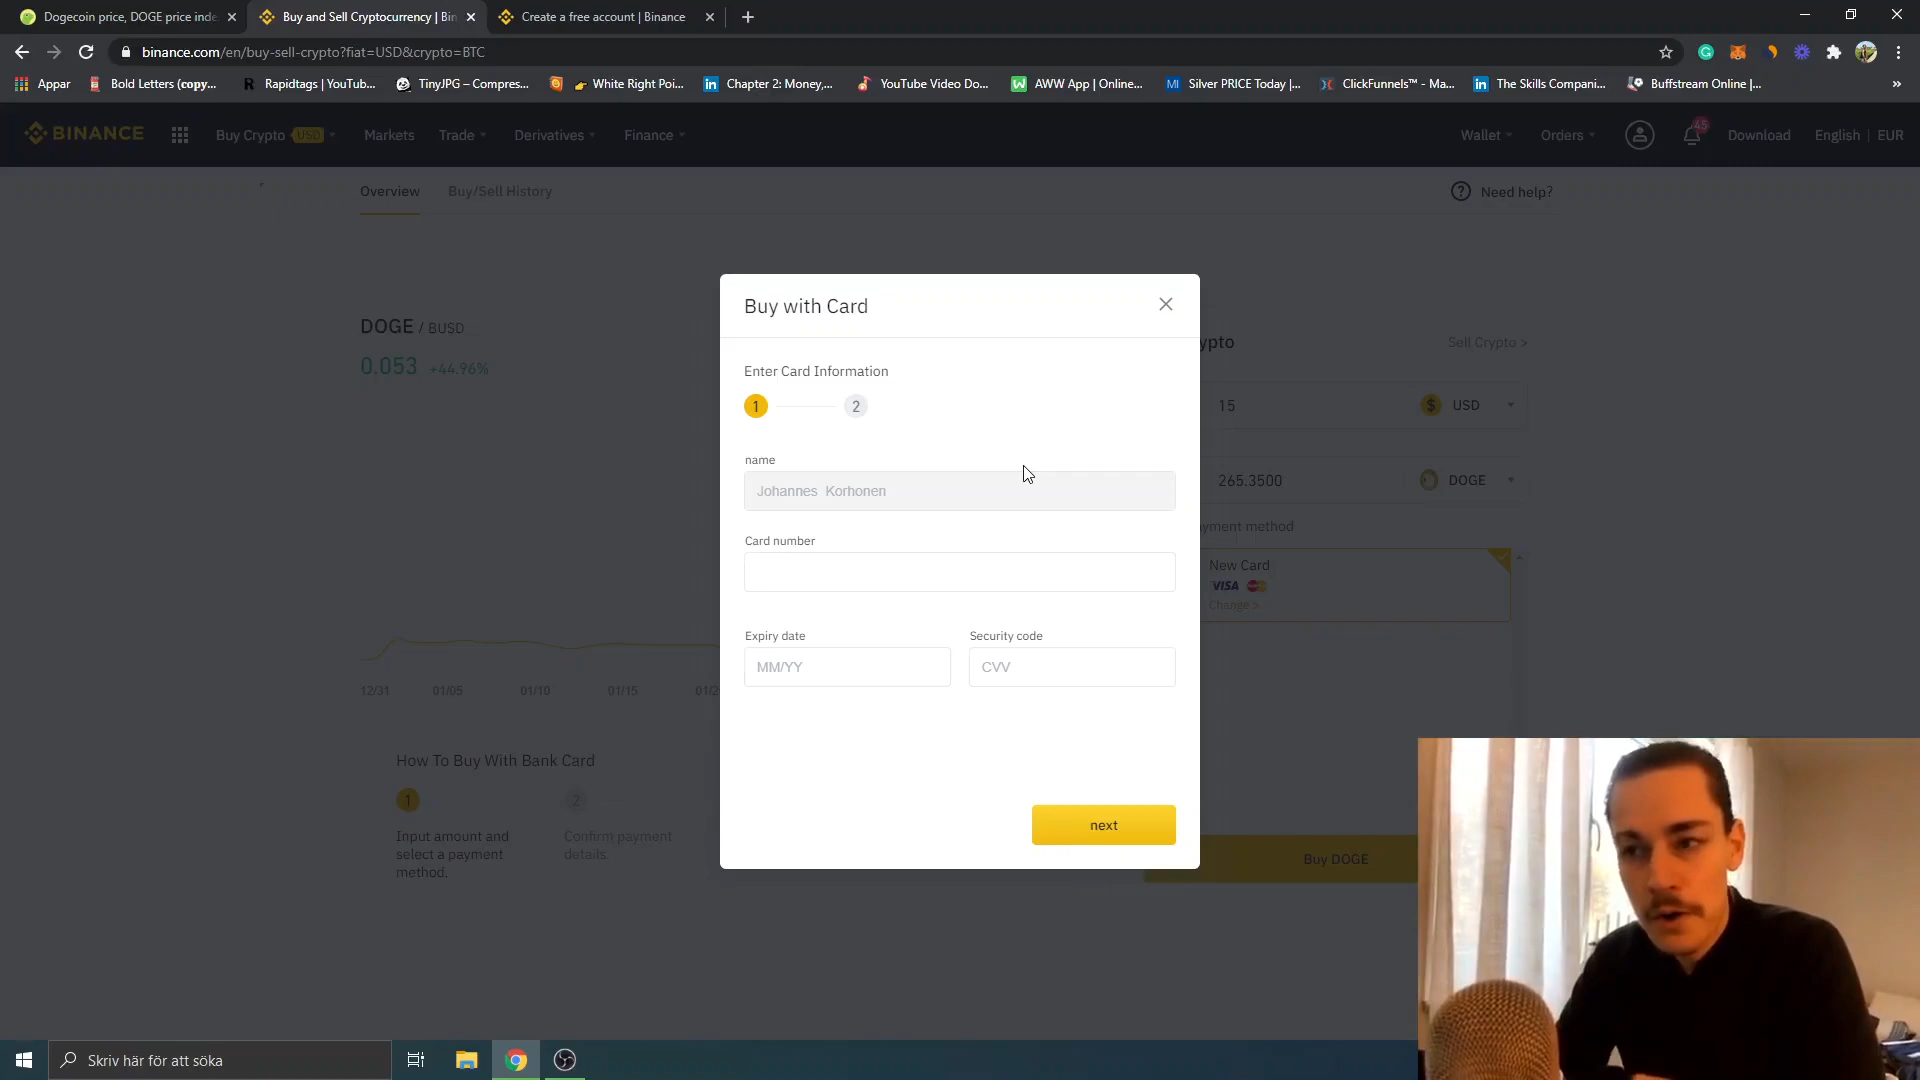 Dogecoin price, DOGE price inde
Buy and Sell Cryptocurrency | Bin
Create a free account | Binance
binance.com/en/buy-sell-crypto?fiat=USD&crypto=BTC
Appar
Bold Letters (copy...
Rapidtags | YouTub...
TinyJPG – Compres...
White Right Poi...
Chapter 2: Money,...
YouTube Video Do...
AWW App | Online...
Silver PRICE Today |...
ClickFunnels™ - Ma...
The Skills Compani...
Buffstream Online |...
BINANCE
Buy Crypto USD
Markets
Trade
Derivatives
Finance
Wallet
Orders
45
Download
English | EUR
Overview
Buy/Sell History
Need help?
DOGE / BUSD
0.053 +44.96%
12/31 01/05 01/10 01/15 01/2
How To Buy With Bank Card
1
2
Input amount and
select a payment
method.
Confirm payment
details.
Buy with Card
Enter Card Information
1
2
name
Johannes Korhonen
Card number
Expiry date
MM/YY
Security code
CVV
next
ypto
Sell Crypto >
15
$ USD
265.3500
DOGE
yment method
New Card
VISA
Change >
Buy DOGE
Skriv här för att söka